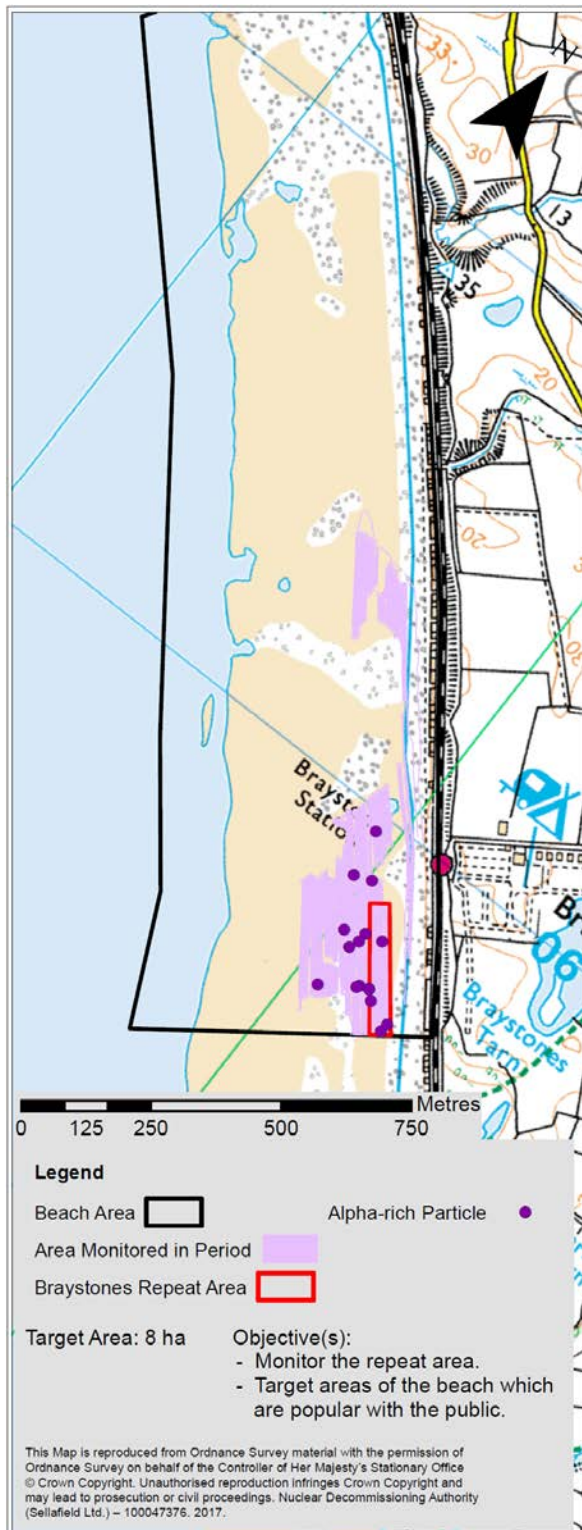 33
N
30
13
35
20
20
30
Braystones
Station
Br
06
Braystones
Tarn
Metres
0 125 250 500 750
Legend
Beach Area
Alpha-rich Particle
Area Monitored in Period
Braystones Repeat Area
Target Area: 8 ha
Objective(s):
- Monitor the repeat area.
- Target areas of the beach which
are popular with the public.
This Map is reproduced from Ordnance Survey material with the permission of
Ordnance Survey on behalf of the Controller of Her Majesty's Stationary Office
© Crown Copyright. Unauthorised reproduction infringes Crown Copyright and
may lead to prosecution or civil proceedings. Nuclear Decommissioning Authority
(Sellafield Ltd.) – 100047376. 2017.